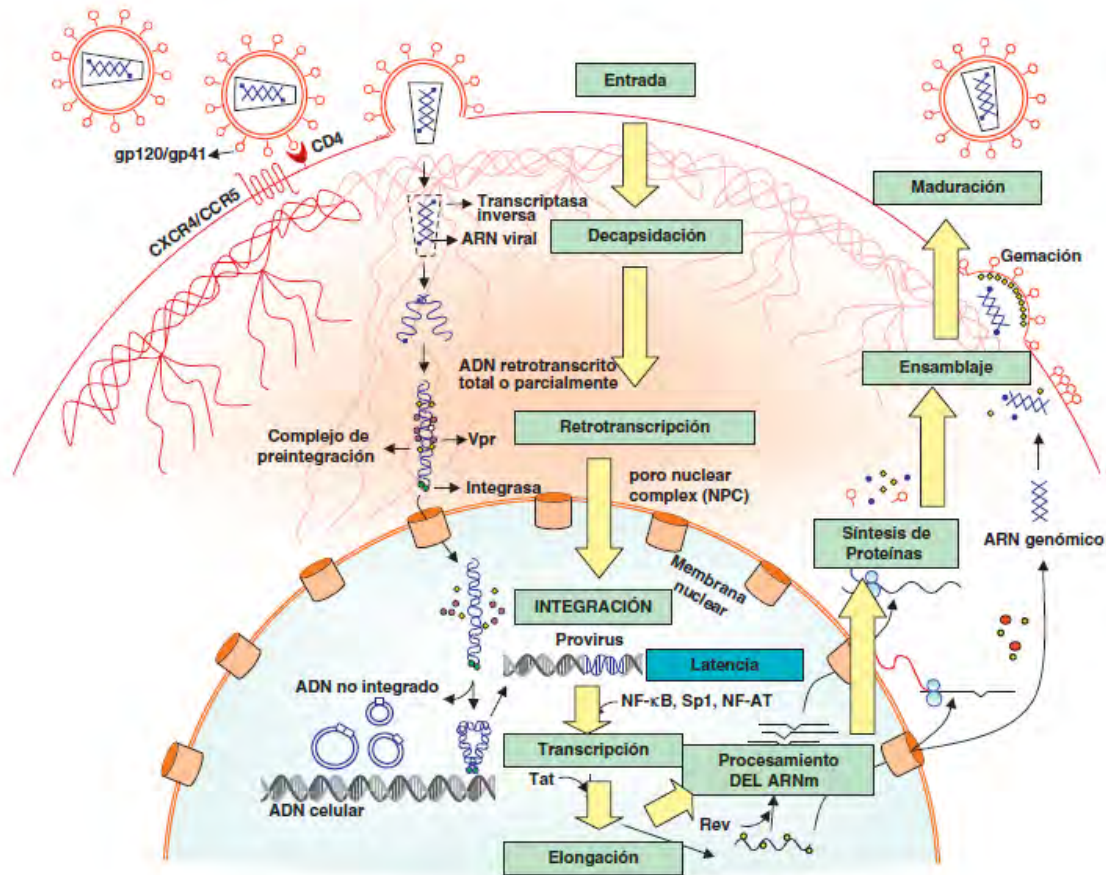 Entrada
gp120/gp41
CD4
CXCR4/CCR5
Transcriptasa
inversa
ARN viral
Decapsidación
Maduración
Gemación
Ensamblaje
ADN retrotranscrito
total o parcialmente
Retrotranscripción
Complejo de
preintegración
Vpr
Integrasa
poro nuclear
complex (NPC)
Síntesis de
Proteínas
ARN genómico
Membrana
nuclear
INTEGRACIÓN
Provirus
Latencía
ADN no integrado
NF-κB, Sp1, NF-AT
Transcripción
Procesamiento
DEL ARNm
Tat
ADN celular
Rev
Elongación